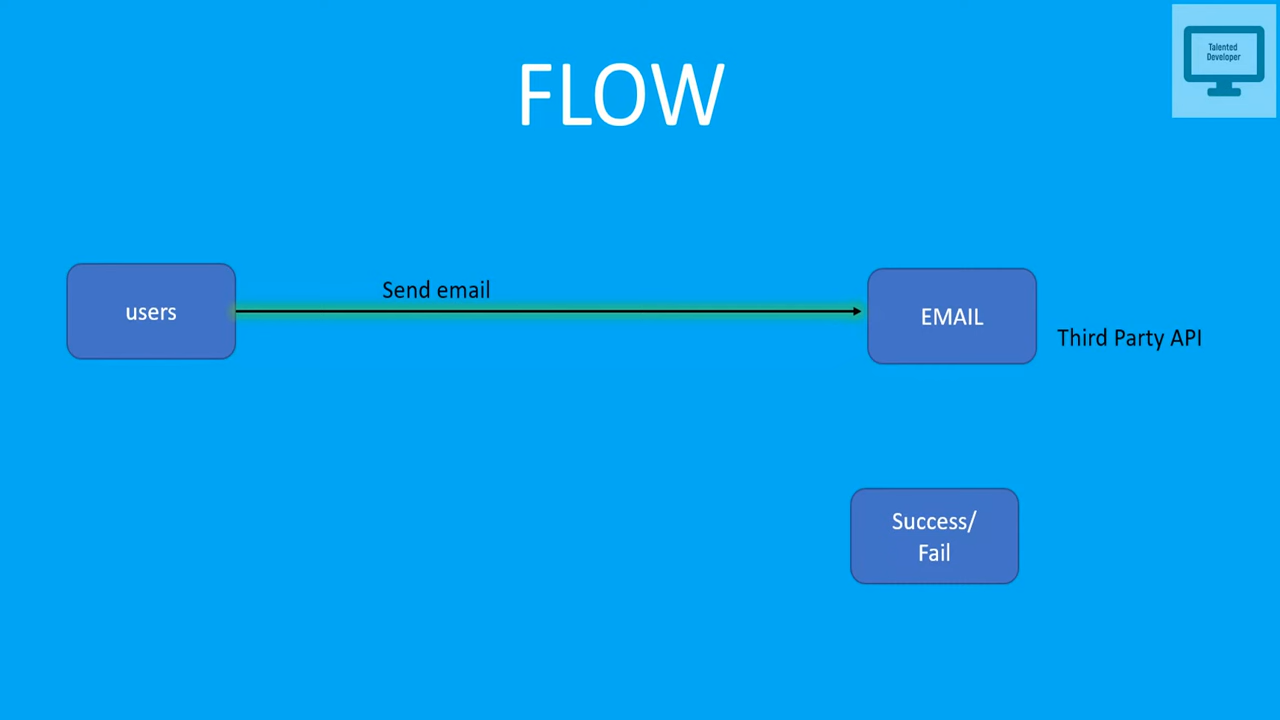 Talented
Developer
FLOW
Send email
users
EMAIL
Third Party API
Success/
Fail